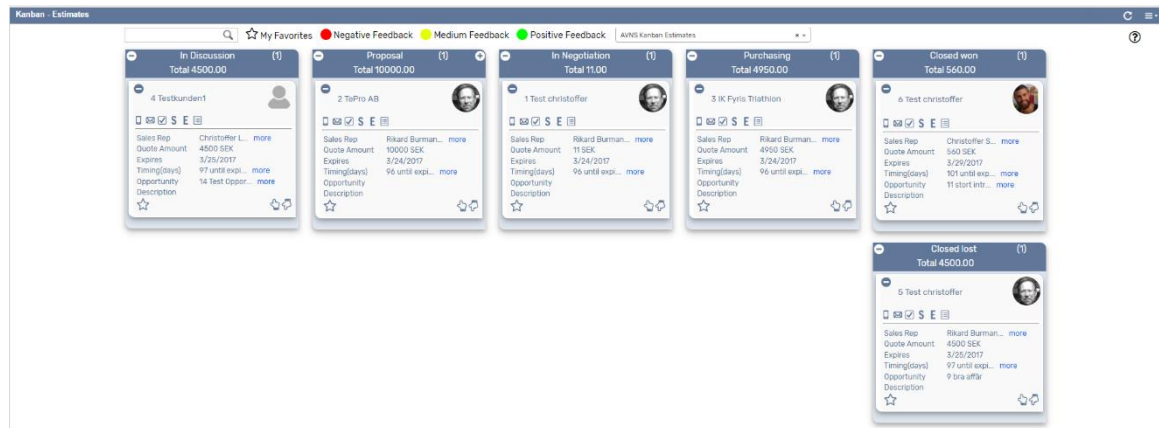 Kanban - Estimates
My Favorites Negative Feedback Medium Feedback Positive Feedback AVNS Kanban Estimates
In Discussion (1)
Total 4500.00
4 Testkunden1
S E
Sales Rep Christoffer L... more
Quote Amount 4500 SEK
Expires 3/25/2017
Timing(days) 97 until expi... more
Opportunity 14 Test Oppor... more
Description
Proposal (1)
Total 10000.00
2 TePro AB
S E
Sales Rep Rikard Burman... more
Quote Amount 10000 SEK
Expires 3/24/2017
Timing(days) 96 until expi... more
Opportunity
Description
In Negotiation (1)
Total 11.00
1 Test christoffer
S E
Sales Rep Rikard Burman... more
Quote Amount 11 SEK
Expires 3/24/2017
Timing(days) 96 until expi... more
Opportunity
Description
Purchasing (1)
Total 4950.00
3 IK Fyris Triathlon
S E
Sales Rep Rikard Burman... more
Quote Amount 4950 SEK
Expires 3/24/2017
Timing(days) 96 until expi... more
Opportunity
Description
Closed won (1)
Total 560.00
6 Test christoffer
S E
Sales Rep Christoffer S... more
Quote Amount 560 SEK
Expires 3/29/2017
Timing(days) 101 until exp... more
Opportunity 11 stort intr... more
Description
Closed lost (1)
Total 4500.00
5 Test christoffer
S E
Sales Rep Rikard Burman... more
Quote Amount 4500 SEK
Expires 3/25/2017
Timing(days) 97 until expi... more
Opportunity 9 bra affär
Description